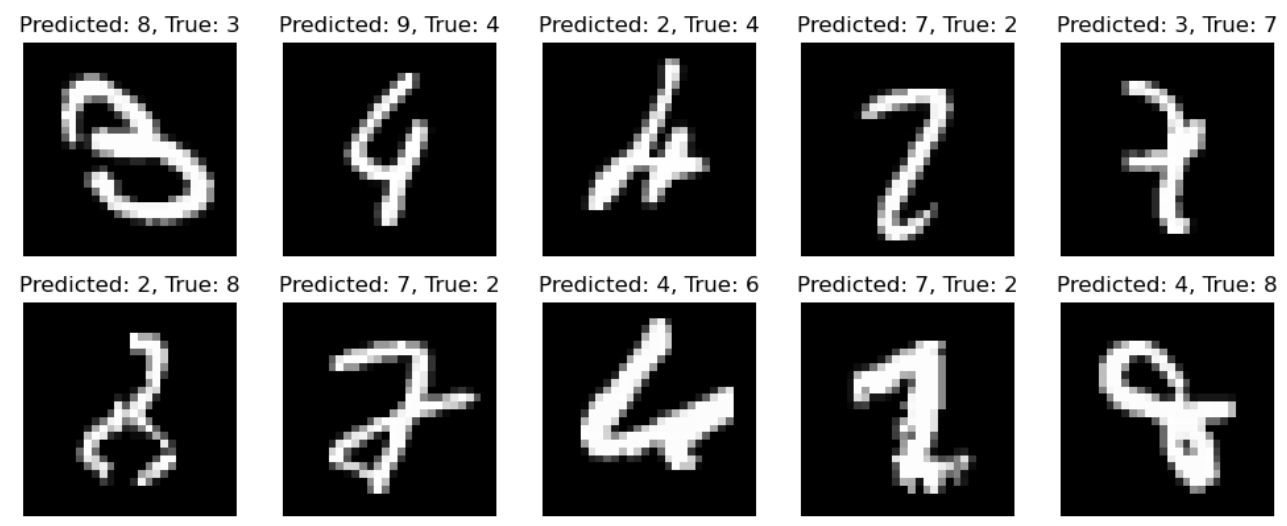 Predicted: 8, True: 3
Predicted: 9, True: 4
Predicted: 2, True: 4
Predicted: 7, True: 2
Predicted: 3, True: 7
Predicted: 2, True: 8
Predicted: 7, True: 2
Predicted: 4, True: 6
Predicted: 7, True: 2
Predicted: 4, True: 8